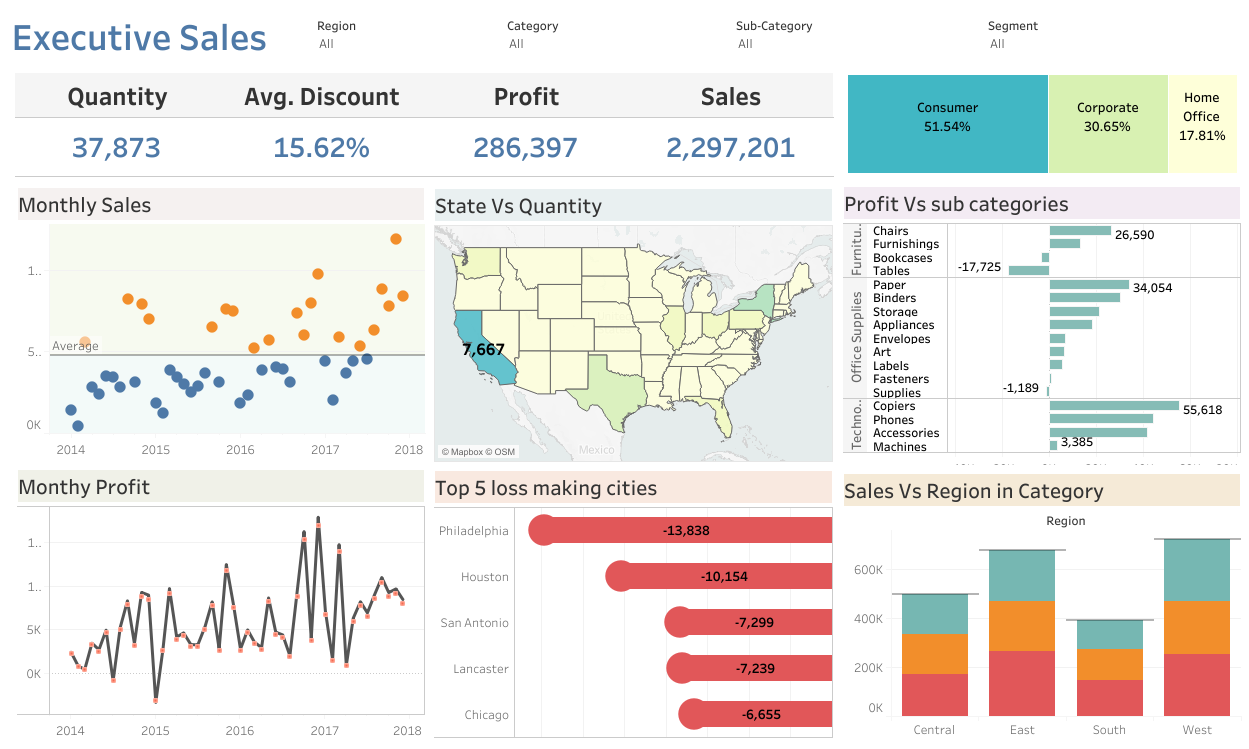 Executive Sales
Region
All
Category
All
Sub-Category
All
Segment
All
Quantity
Avg. Discount
Profit
Sales
37,873
15.62%
286,397
2,297,201
Consumer
51.54%
Corporate
30.65%
Home
Office
17.81%
Monthly Sales
1..
Average
5..
0K
2014
2015
2016
2017
2018
State Vs Quantity
7,667
Mexico
© Mapbox © OSM
Profit Vs sub categories
Furnitu..
Chairs
26,590
Furnishings
Bookcases
Tables
-17,725
Office Supplies
Paper
34,054
Binders
Storage
Appliances
Envelopes
Art
Labels
Fasteners
Supplies
-1,189
Techno..
Copiers
55,618
Phones
Accessories
Machines
3,385
Monthy Profit
1..
1..
5K
0K
2014
2015
2016
2017
2018
Top 5 loss making cities
Philadelphia
-13,838
Houston
-10,154
San Antonio
-7,299
Lancaster
-7,239
Chicago
-6,655
Sales Vs Region in Category
Region
600K
400K
200K
0K
Central
East
South
West